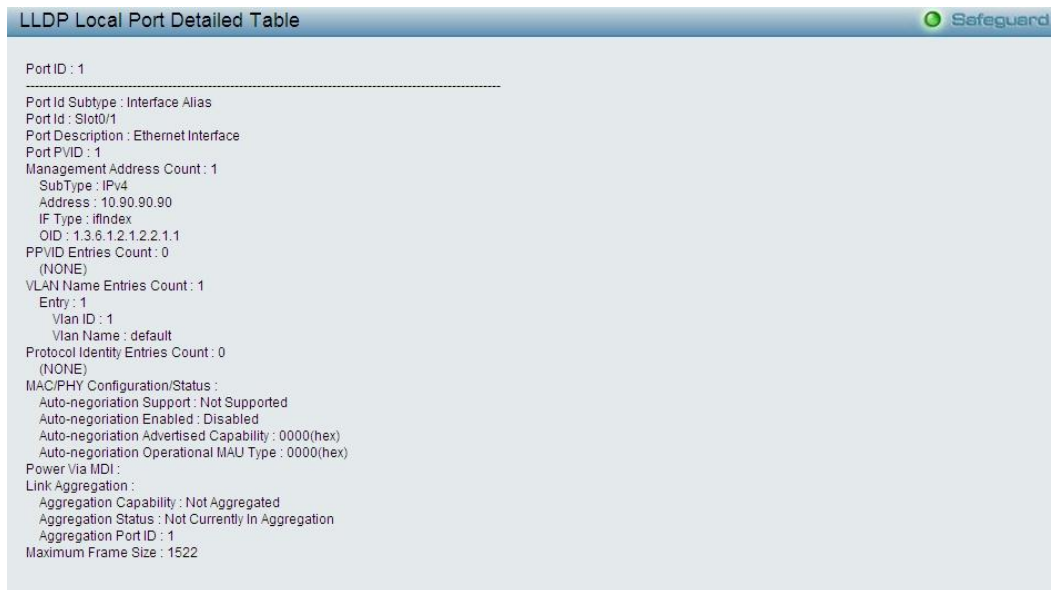 LLDP Local Port Detailed Table
Safeguard
Port ID : 1
Port Id Subtype : Interface Alias
Port Id : Slot0/1
Port Description : Ethernet Interface
Port PVID : 1
Management Address Count : 1
SubType : IPv4
Address : 10.90.90.90
IF Type : ifIndex
OID : 1.3.6.1.2.1.2.2.1.1
PPVID Entries Count : 0
(NONE)
VLAN Name Entries Count : 1
Entry : 1
Vlan ID : 1
Vlan Name : default
Protocol Identity Entries Count : 0
(NONE)
MAC/PHY Configuration/Status :
Auto-negoriation Support : Not Supported
Auto-negoriation Enabled : Disabled
Auto-negoriation Advertised Capability : 0000(hex)
Auto-negoriation Operational MAU Type : 0000(hex)
Power Via MDI :
Link Aggregation :
Aggregation Capability : Not Aggregated
Aggregation Status : Not Currently In Aggregation
Aggregation Port ID : 1
Maximum Frame Size : 1522